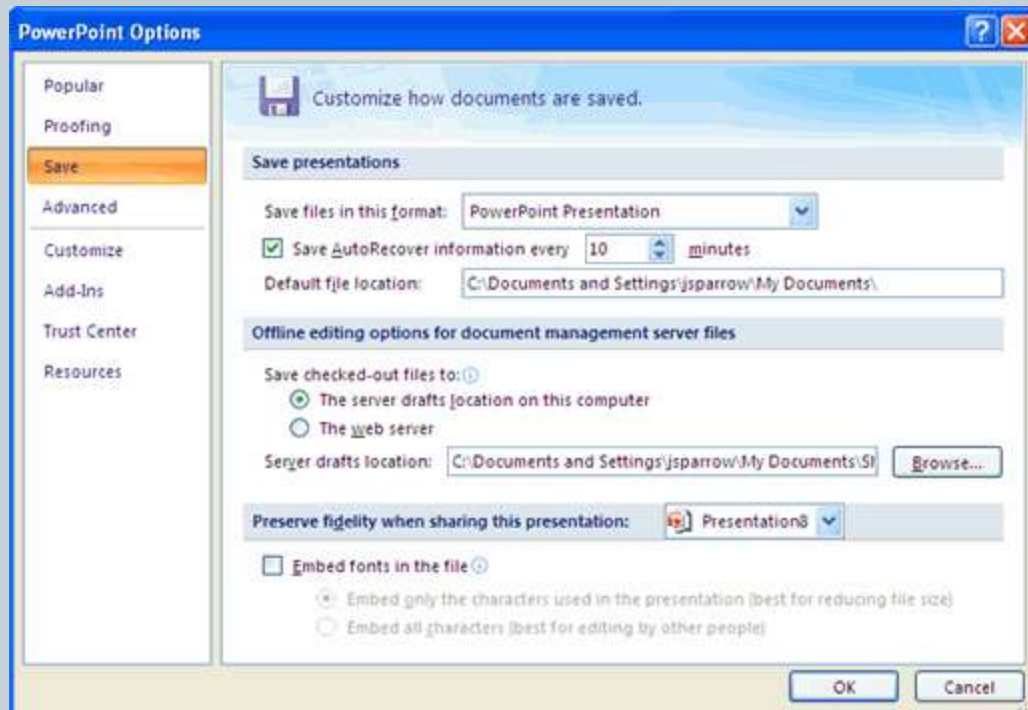 PowerPoint Options
Popular
Proofing
Save
Advanced
Customize
Add-Ins
Trust Center
Resources
Customize how documents are saved.
Save presentations
Save files in this format: PowerPoint Presentation
Save AutoRecover information every 10 minutes
Default file location: C:\Documents and Settings\jsparrow\My Documents\
Offline editing options for document management server files
Save checked-out files to:
The server drafts location on this computer
The web server
Server drafts location: C:\Documents and Settings\jsparrow\My Documents\SH Browse...
Preserve fidelity when sharing this presentation: Presentation8
Embed fonts in the file
Embed only the characters used in the presentation (best for reducing file size)
Embed all characters (best for editing by other people)
OK Cancel